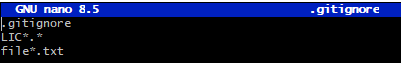 GNU nano 8.5 .gitignore
.gitignore
LIC*.*
file*.txt